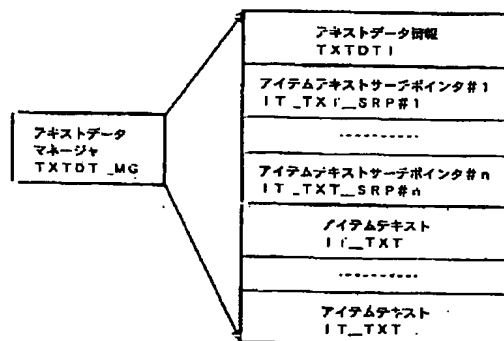 テキストデータ
マネージャ
TXTDT_MG
テキストデータ情報
TXTDTI
アイテムテキストサーチポインタ#1
IT_TXT_SRP#1
----------
アイテムテキストサーチポインタ#n
IT_TXT_SRP#n
アイテムテキスト
IT_TXT
----------
アイテムテキスト
IT_TXT